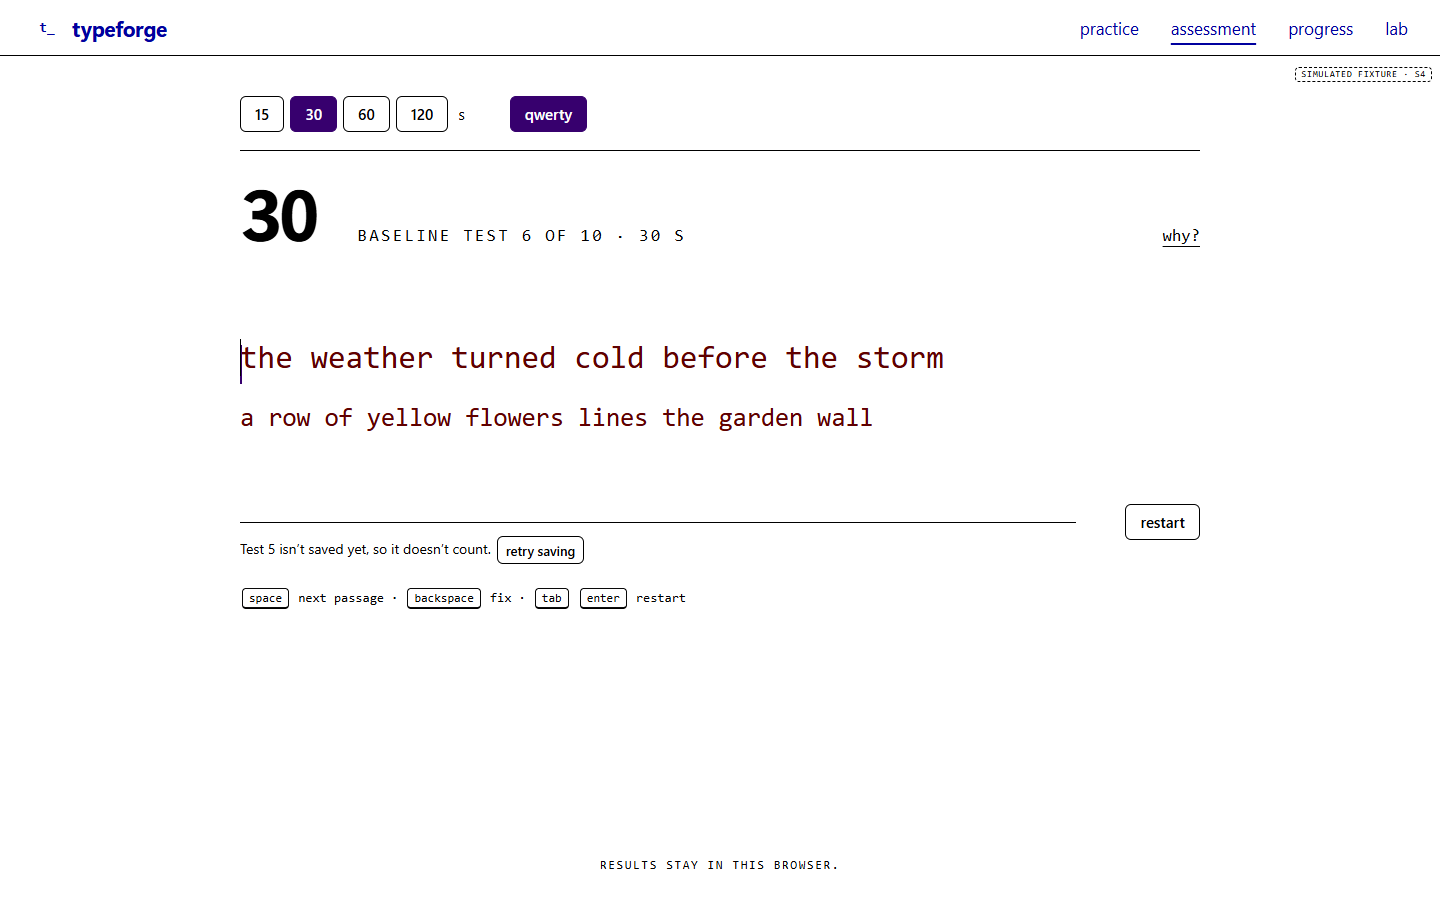 t_ typeforge practice assessment progress lab
SIMULATED FIXTURE · S4
15 30 60 120 s qwerty
30 BASELINE TEST 6 OF 10 · 30 S why?
the weather turned cold before the storm
a row of yellow flowers lines the garden wall
restart
Test 5 isn't saved yet, so it doesn't count. retry saving
space next passage · backspace fix · tab enter restart
RESULTS STAY IN THIS BROWSER.